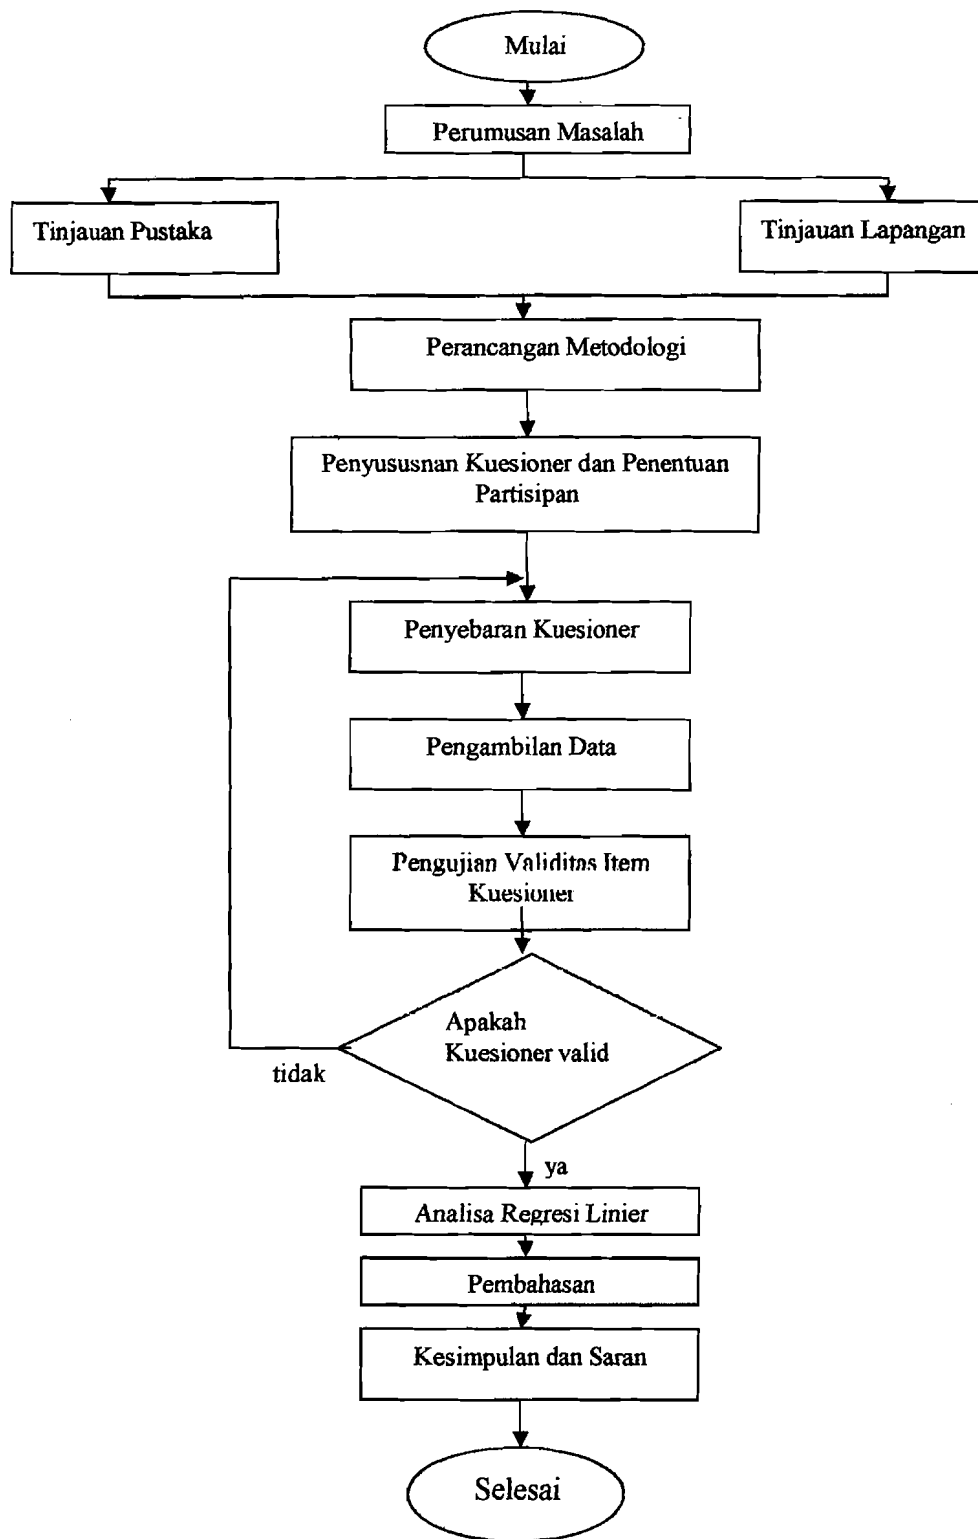 Mulai
Perumusan Masalah
Tinjauan Pustaka
Tinjauan Lapangan
Perancangan Metodologi
Penyususnan Kuesioner dan Penentuan
Partisipan
Penyebaran Kuesioner
Pengambilan Data
Pengujian Validitas Item
Kuesioner
Apakah
Kuesioner valid
tidak
ya
Analisa Regresi Linier
Pembahasan
Kesimpulan dan Saran
Selesai